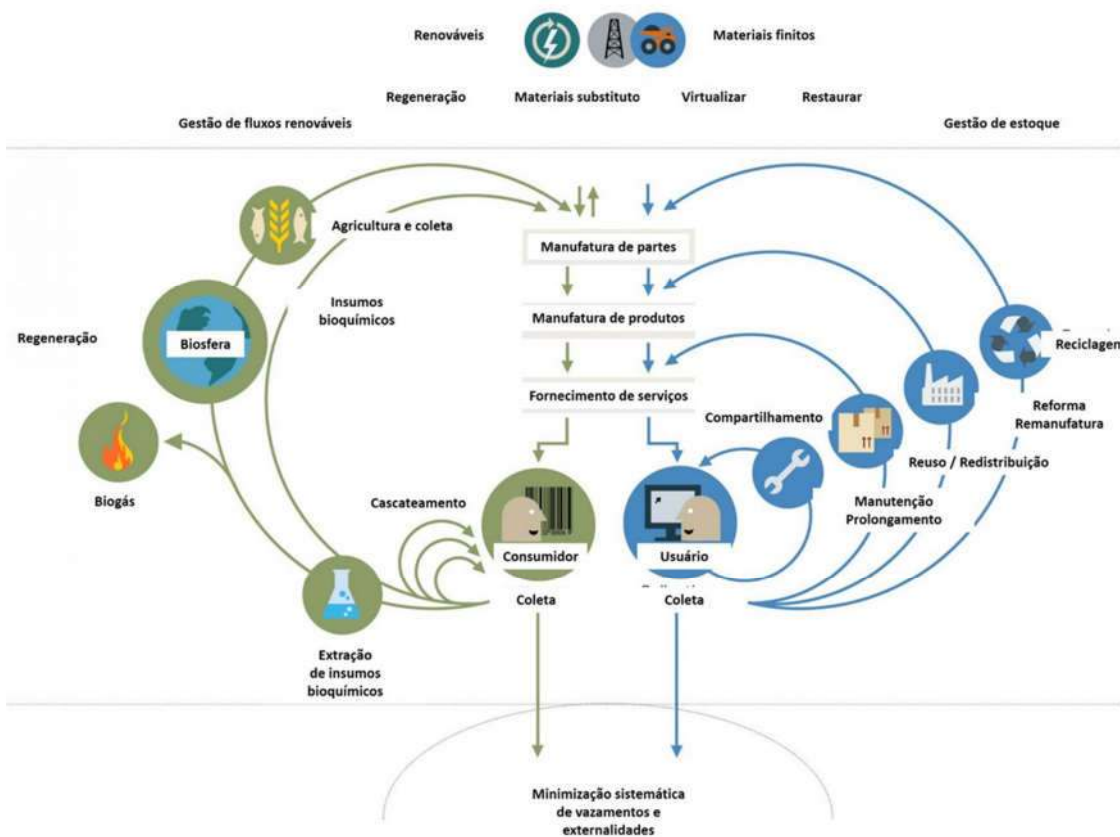 Renováveis
Materiais finitos
Regeneração
Materiais substituto
Virtualizar
Restaurar
Gestão de fluxos renováveis
Gestão de estoque
Agricultura e coleta
Manufatura de partes
Insumos
bioquímicos
Manufatura de produtos
Regeneração
Biosfera
Reciclagem
Fornecimento de serviços
Compartilhamento
Reforma
Remanufatura
Reuso / Redistribuição
Biogás
Cascateamento
Manutenção
Prolongamento
Consumidor
Usuário
Coleta
Coleta
Extração
de insumos
bioquímicos
Minimização sistemática
de vazamentos e
externalidades